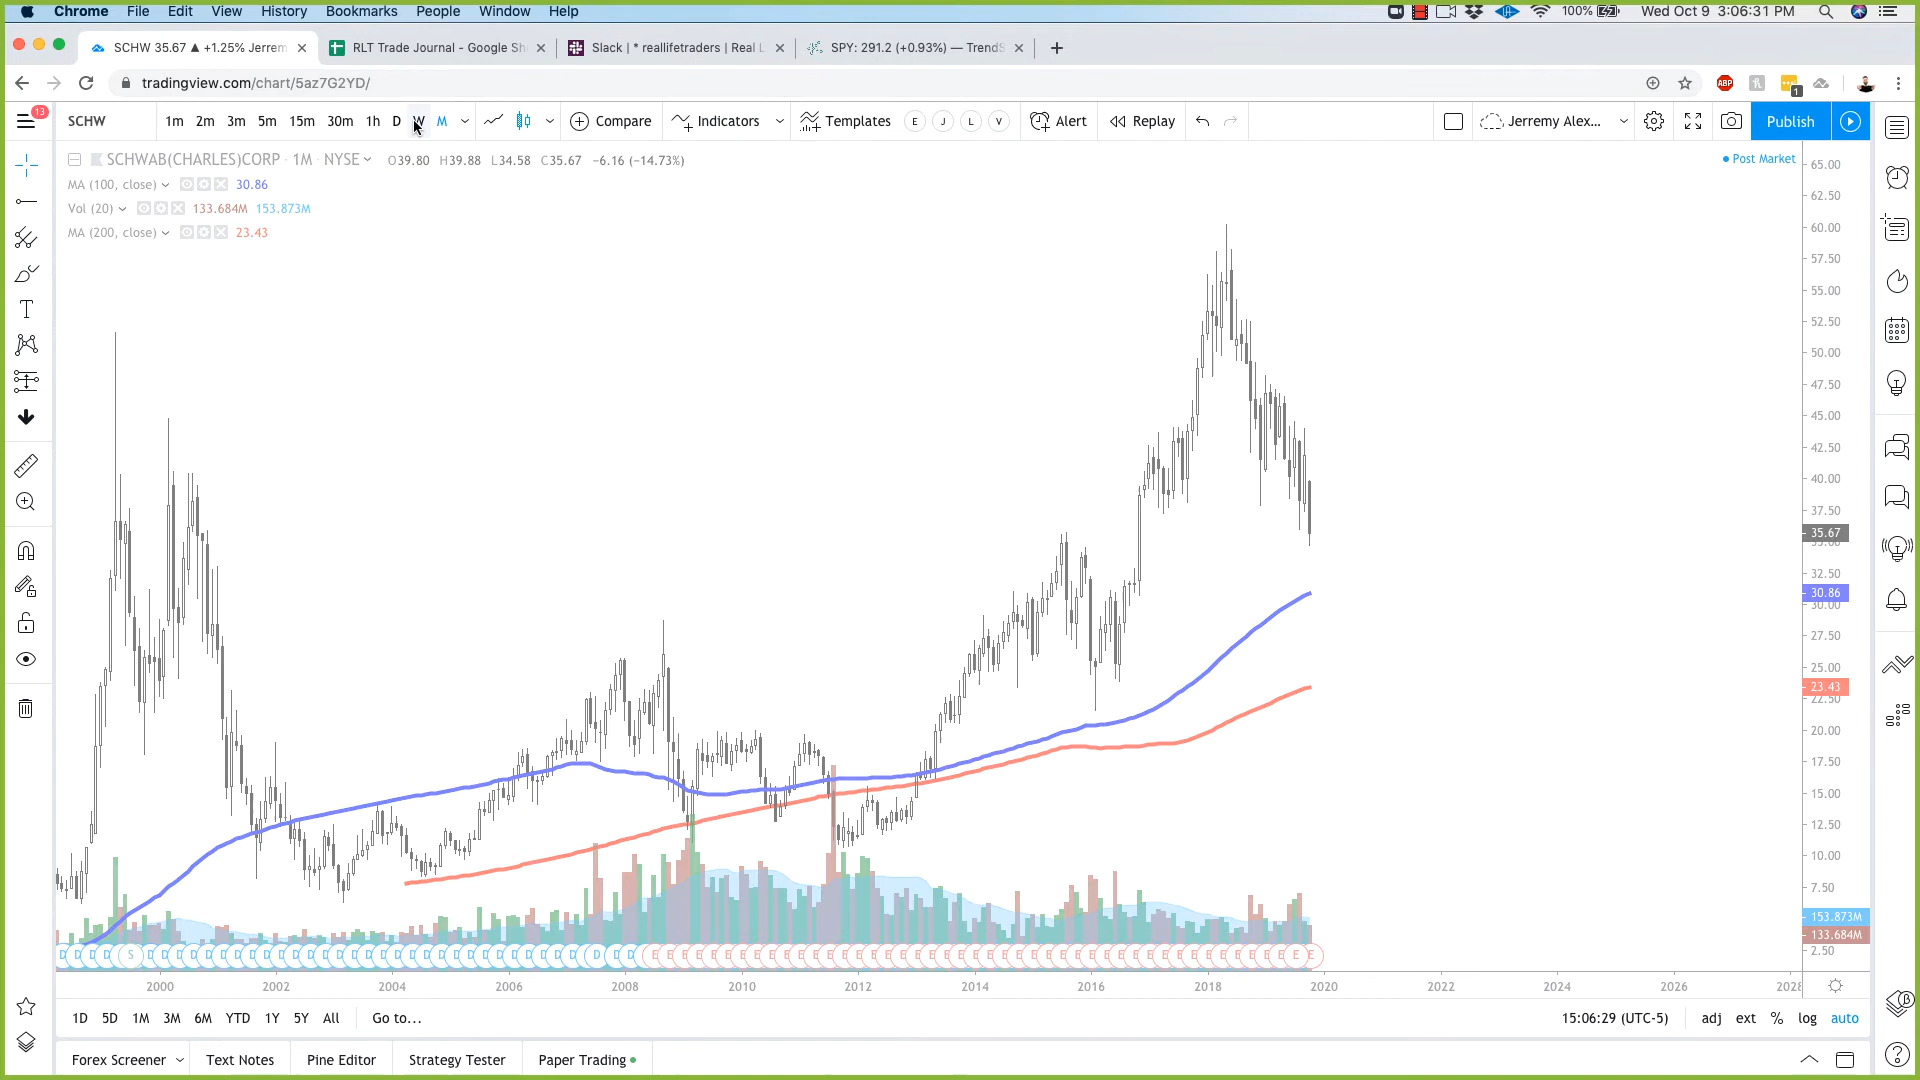 Chrome File Edit View History Bookmarks People Window Help 100% Wed Oct 9 3:06:31 PM
SCHW 35.67 ▲ +1.25% Jerrem RLT Trade Journal - Google Sh Slack | * reallifetraders | Real L SPY: 291.2 (+0.93%) — TrendS
tradingview.com/chart/5az7G2YD/ ABP 1
13 SCHW 1m 2m 3m 5m 15m 30m 1h D W M Compare Indicators Templates E J L V Alert Replay Jerremy Alex... Publish
SCHWAB(CHARLES)CORP · 1M · NYSE O39.80 H39.88 L34.58 C35.67 −6.16 (−14.73%) Post Market
MA (100, close) 30.86
Vol (20) 133.684M 153.873M
MA (200, close) 23.43
65.00
62.50
60.00
57.50
55.00
52.50
50.00
47.50
45.00
42.50
40.00
37.50
35.67
32.50
30.86
30.00
27.50
25.00
23.43
22.50
20.00
17.50
15.00
12.50
10.00
7.50
153.873M
133.684M
2.50
D D D D S D D D D D D D D D D D D D D D D D D D D D D D D D D D D D D D D E E E E E E E E E E E E E E E E E E E E E E E E E E E E E E E E E E E E E E E E E E E E E E
2000 2002 2004 2006 2008 2010 2012 2014 2016 2018 2020 2022 2024 2026 2028
1D 5D 1M 3M 6M YTD 1Y 5Y All Go to... 15:06:29 (UTC-5) adj ext % log auto
Forex Screener Text Notes Pine Editor Strategy Tester Paper Trading